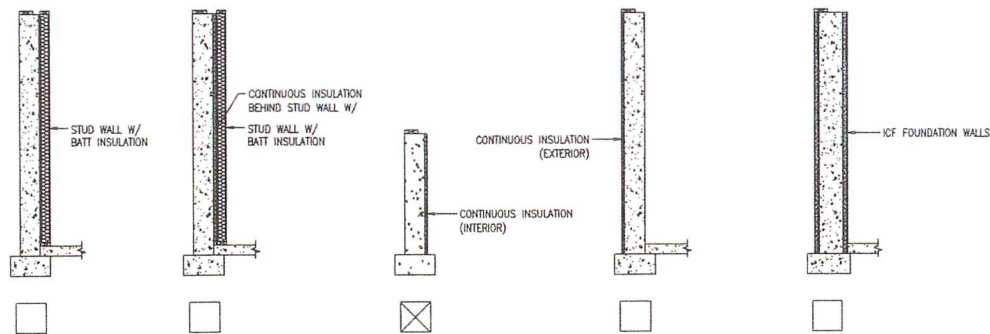 STUD WALL W/
BATT INSULATION
CONTINUOUS INSULATION
BEHIND STUD WALL W/
STUD WALL W/
BATT INSULATION
CONTINUOUS INSULATION
(INTERIOR)
CONTINUOUS INSULATION
(EXTERIOR)
ICF FOUNDATION WALLS